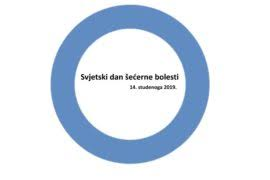 Svjetski dan šećerne bolesti
14. studenoga 2019.